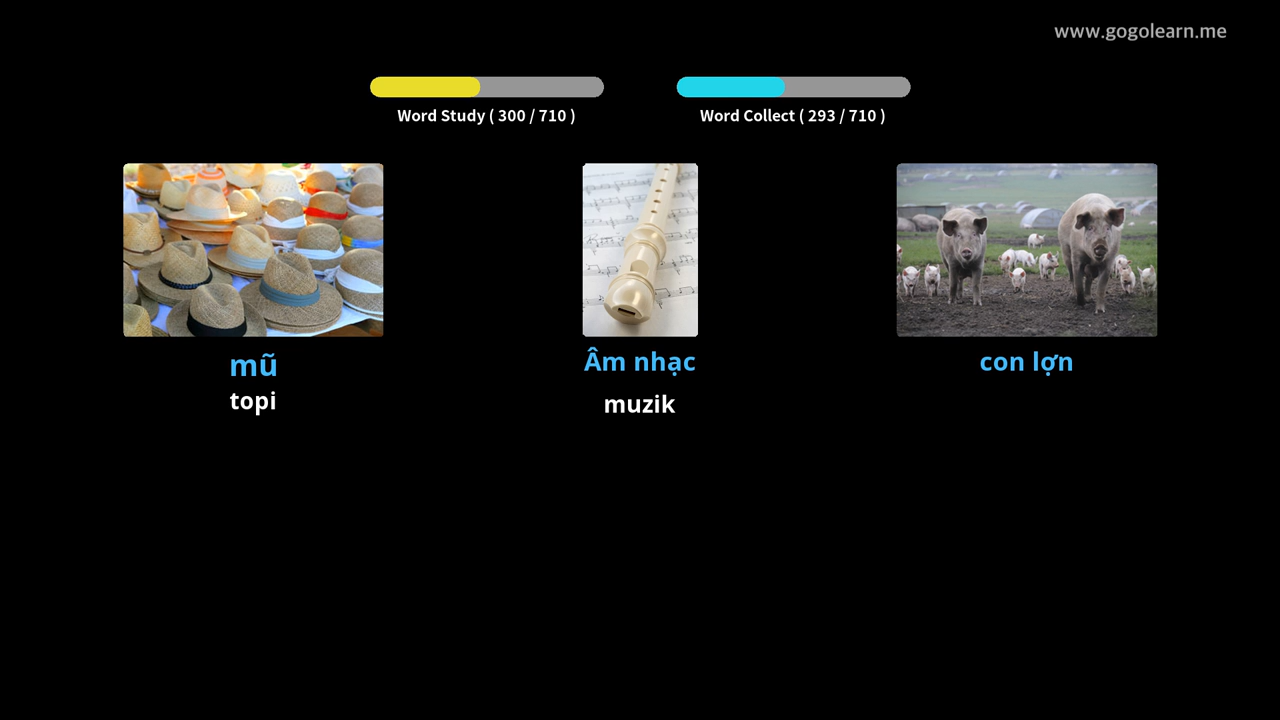 www.gogolearn.me
Word Study ( 300 / 710 )
Word Collect ( 293 / 710 )
mũ
topi
Âm nhạc
muzik
con lợn